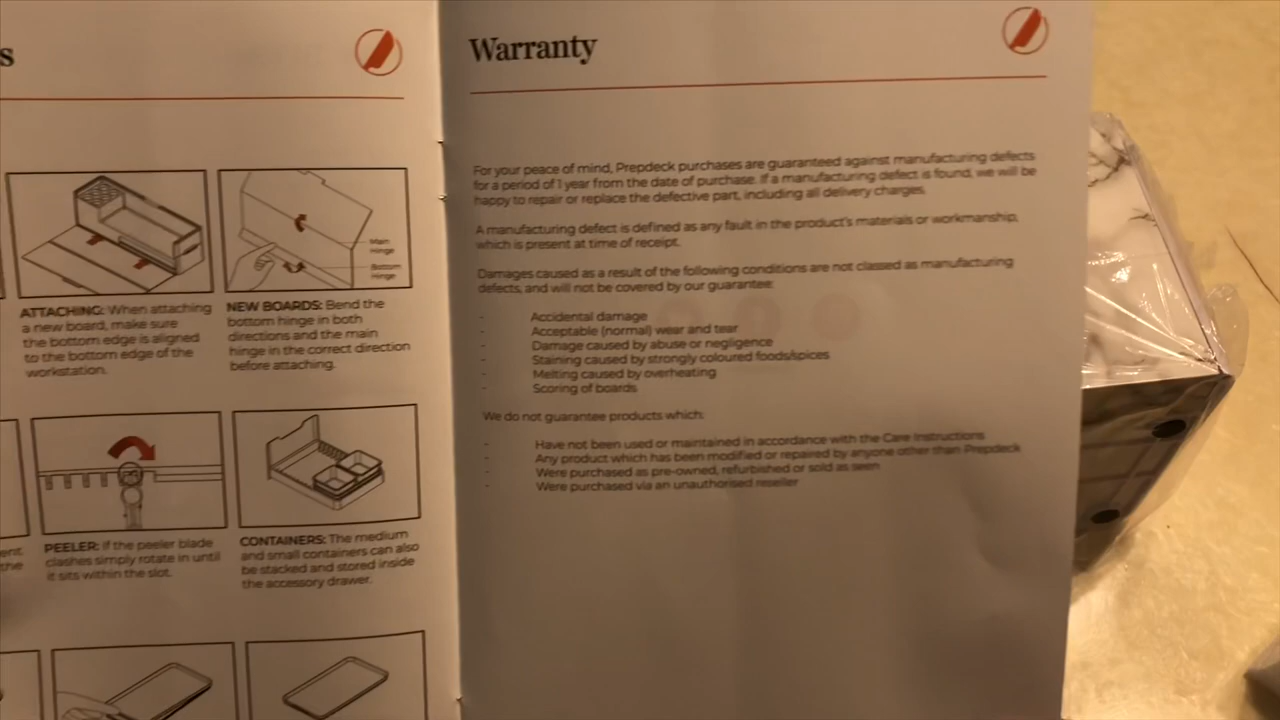 s
ATTACHING: When attaching
a new board, make sure
the bottom edge is aligned
to the bottom edge of the
workstation.
Main
Hinge
Bottom
Hinge
NEW BOARDS: Bend the
bottom hinge in both
directions and the main
hinge in the correct direction
before attaching.
ent
the
PEELER: If the peeler blade
clashes simply rotate in until
it sits within the slot.
CONTAINERS: The medium
and small containers can also
be stacked and stored inside
the accessory drawer.
Warranty
For your peace of mind, Prepdeck purchases are guaranteed against manufacturing defects
for a period of 1 year from the date of purchase. If a manufacturing defect is found, we will be
happy to repair or replace the defective part, including all delivery charges.
A manufacturing defect is defined as any fault in the product's materials or workmanship,
which is present at time of receipt.
Damages caused as a result of the following conditions are not classed as manufacturing
defects, and will not be covered by our guarantee:
- Accidental damage
- Acceptable (normal) wear and tear
- Damage caused by abuse or negligence
- Staining caused by strongly coloured foods/spices
- Melting caused by overheating
- Scoring of boards
We do not guarantee products which:
- Have not been used or maintained in accordance with the Care Instructions
- Any product which has been modified or repaired by anyone other than Prepdeck
- Were purchased as pre-owned, refurbished or sold as seen
- Were purchased via an unauthorised reseller